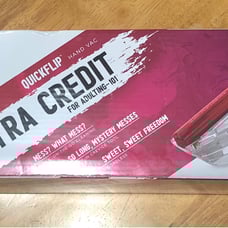 QUICKFLIP HAND VAC
TRA CREDIT
FOR ADULTING-101
MESS? WHAT MESS?
SO LONG, MYSTERY MESSES
SWEET, SWEET FREEDOM